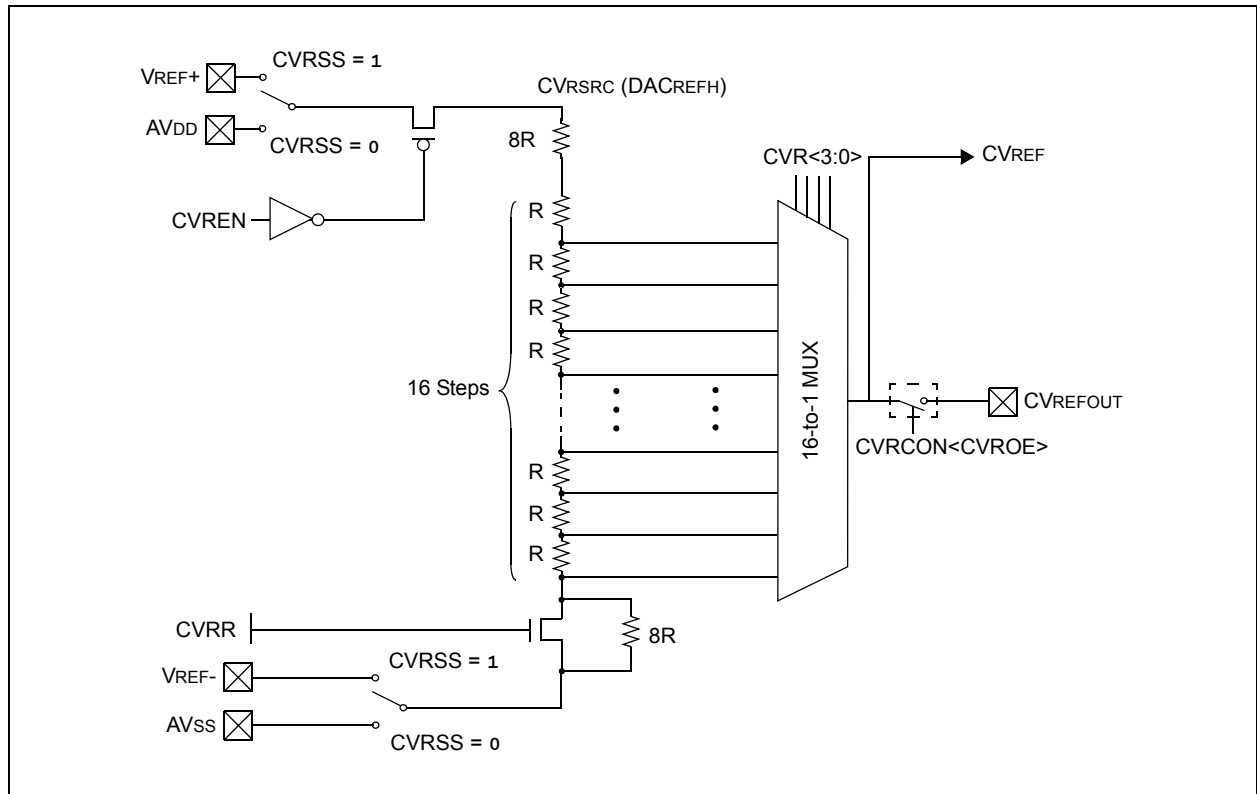 CVRSS = 1
VREF+
CVRSRC (DACREFH)
AVDD
8R
CVRSS = 0
CVR<3:0>
CVREF
CVREN
R
R
R
R
16 Steps
16-to-1 MUX
CVREFOUT
CVRCON<CVROE>
R
R
R
CVRR
8R
CVRSS = 1
VREF-
AVSS
CVRSS = 0